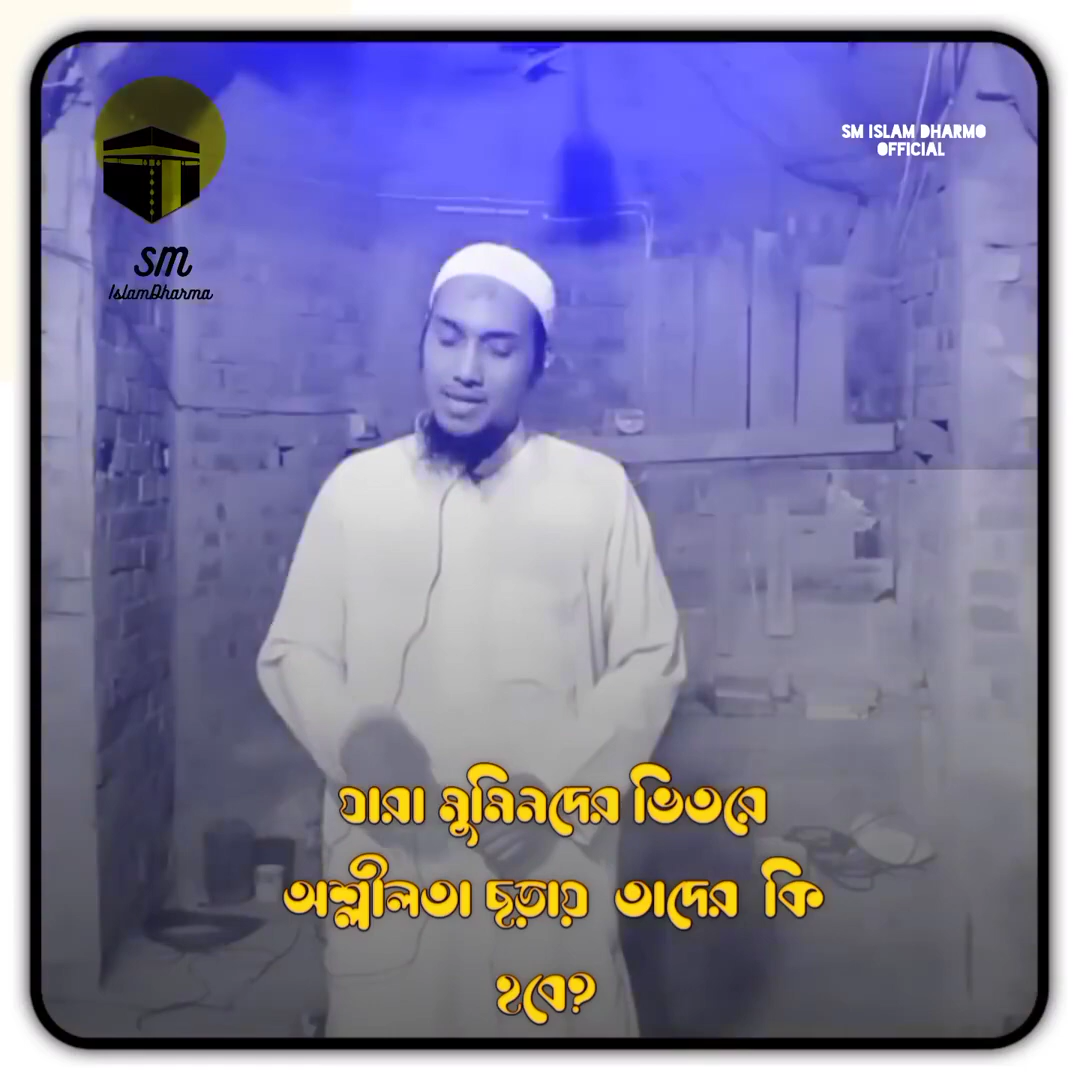 SM ISLAM DHARMO
OFFICIAL
SM
IslamDharma
যারা মুমিনদের ভিতরে
অশ্লীলতা ছড়ায় তাদের কি
হবে?